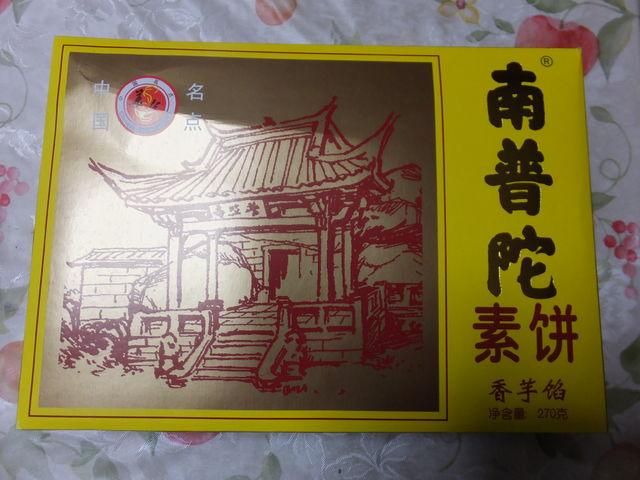 中国名点
南普陀®
素饼
香芋馅
净含量: 270克